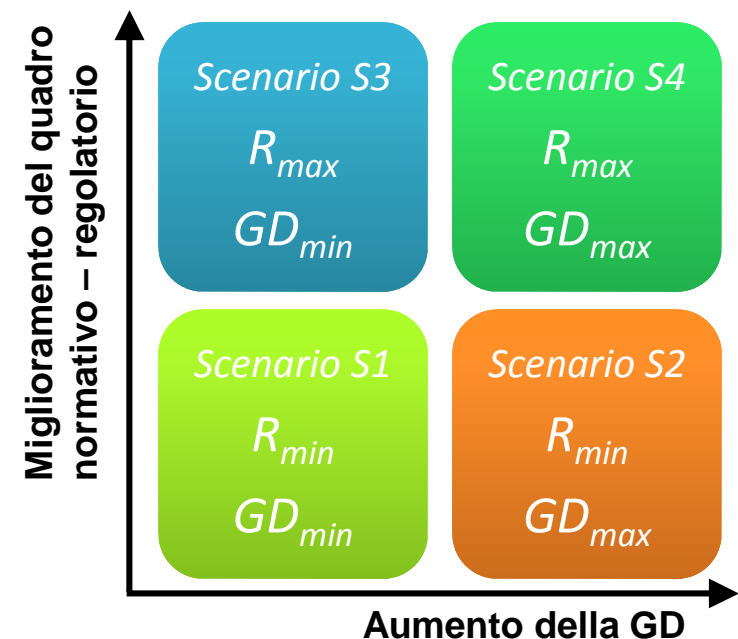 Miglioramento del quadro
normativo – regolatorio
Scenario S3
Rmax
GDmin
Scenario S4
Rmax
GDmax
Scenario S1
Rmin
GDmin
Scenario S2
Rmin
GDmax
Aumento della GD